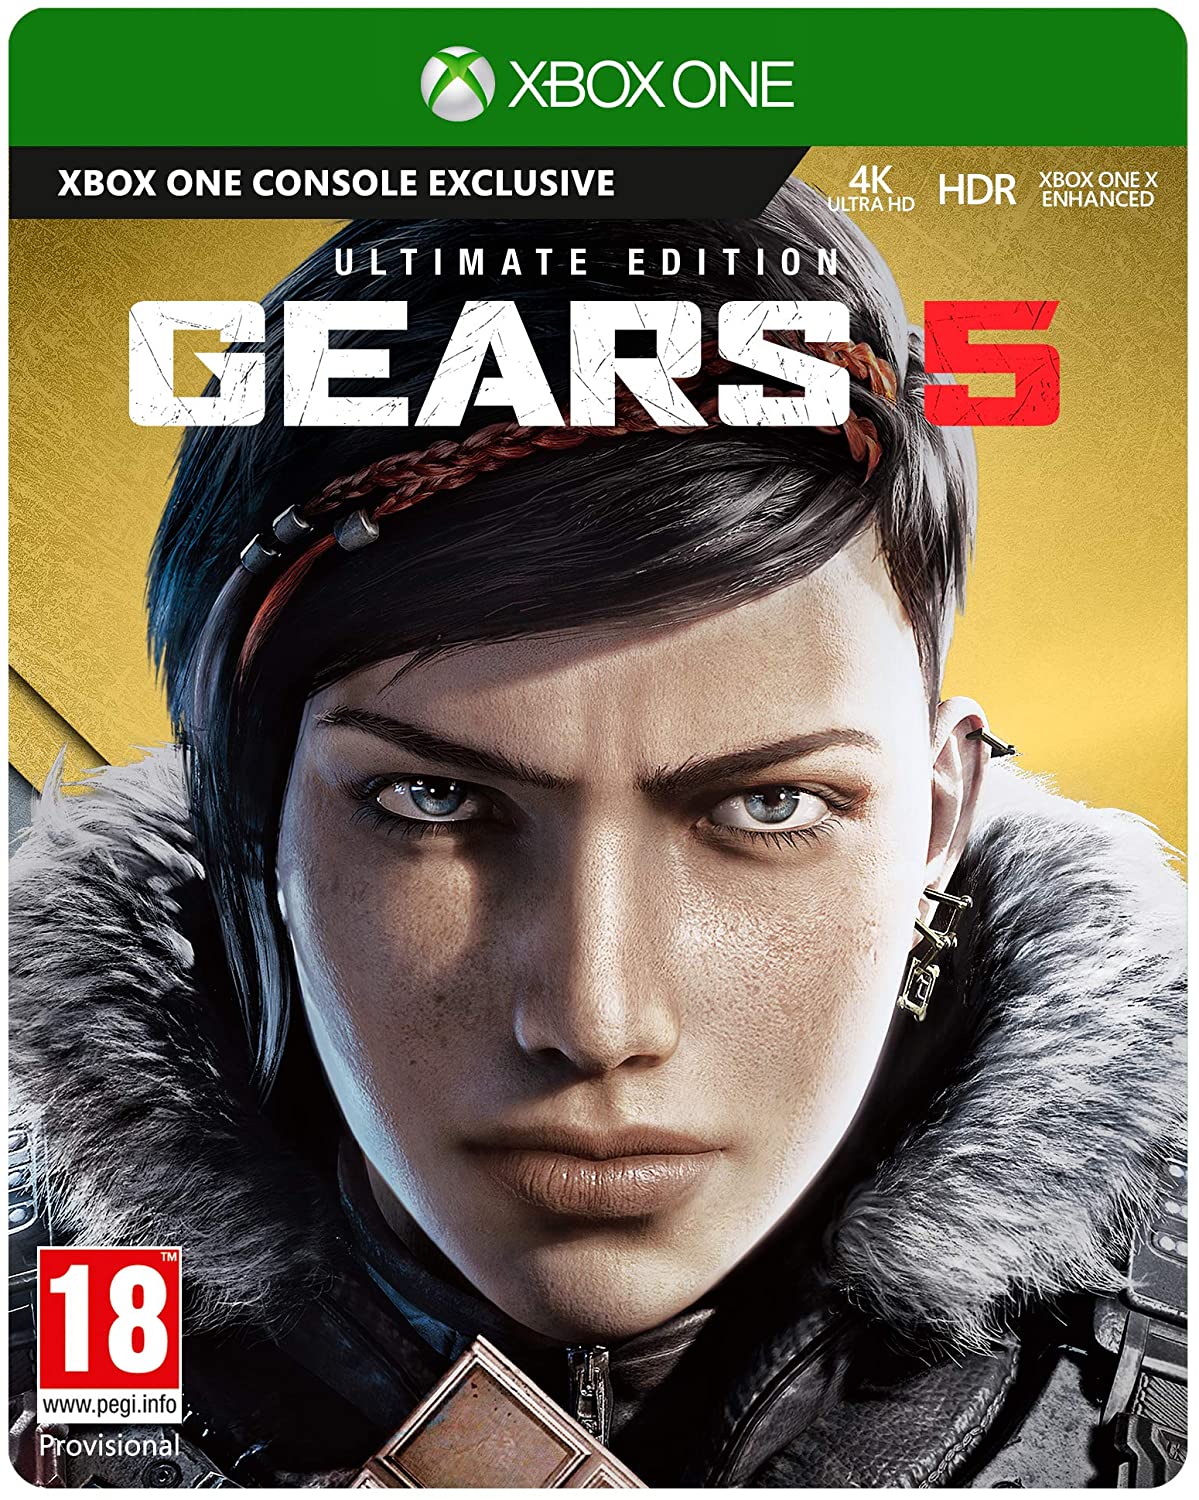 XBOX ONE
XBOX ONE CONSOLE EXCLUSIVE
4K
ULTRA HD
HDR
XBOX ONE X
ENHANCED
ULTIMATE EDITION
GEARS 5
18™
www.pegi.info
Provisional